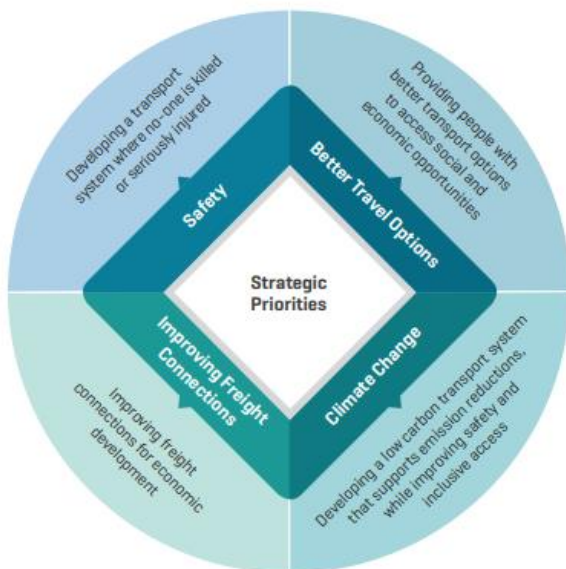 Developing a transport
system where no-one is killed
or seriously injured
Safety
Providing people with
better transport options
to access social and
economic opportunities
Better Travel Options
Strategic
Priorities
Improving Freight
Connections
Improving freight
connections for economic
development
Climate Change
Developing a low carbon transport system
that supports emission reductions,
while improving safety and
inclusive access